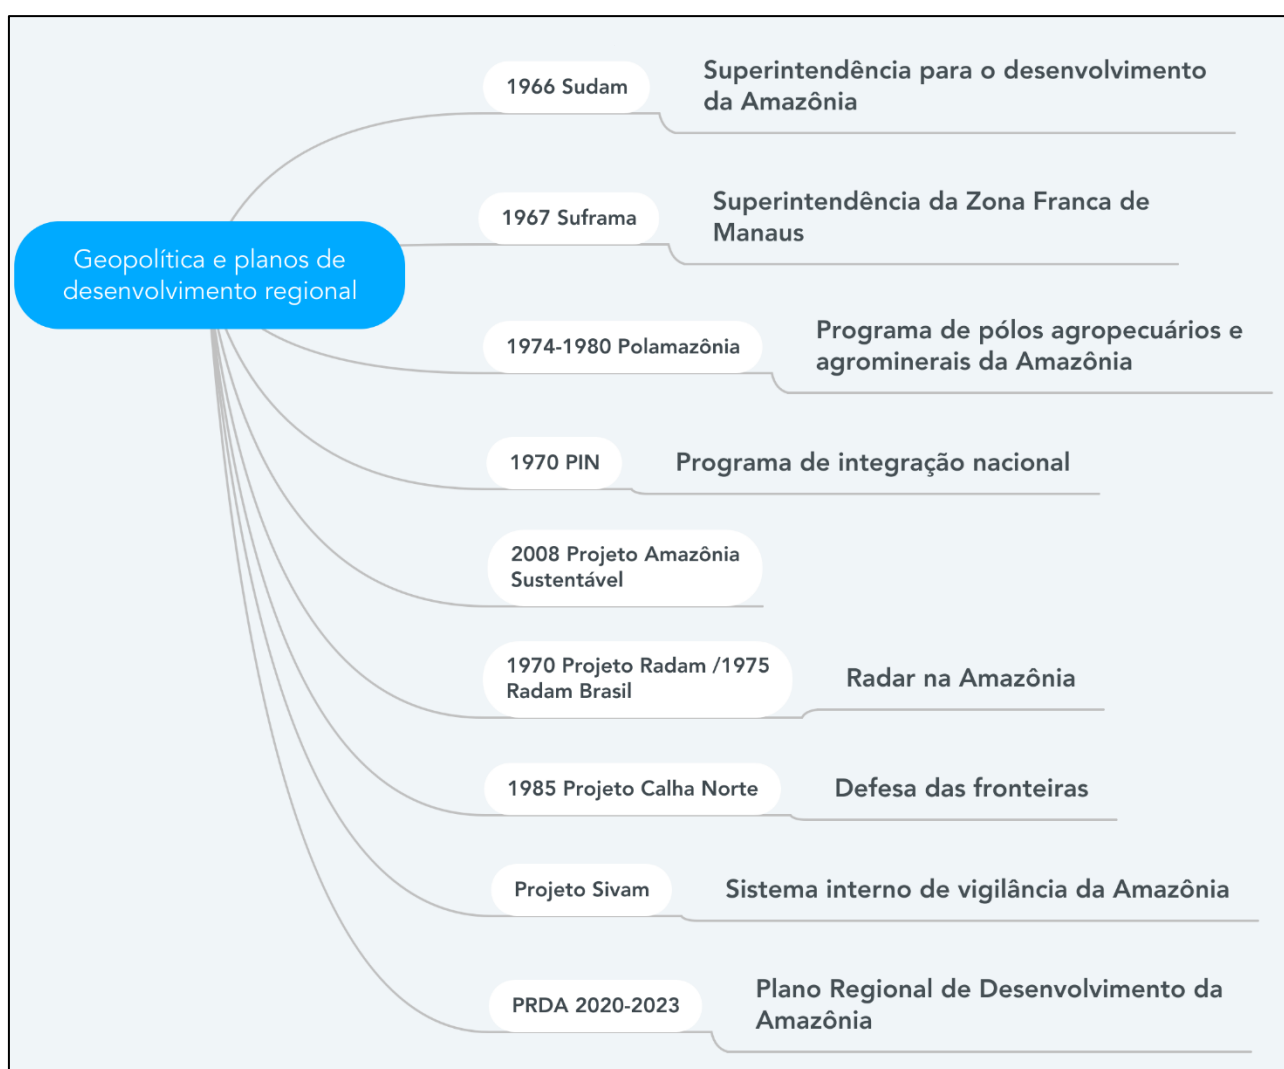 1966 Sudam
Superintendência para o desenvolvimento
da Amazônia
1967 Suframa
Superintendência da Zona Franca de
Manaus
Geopolítica e planos de
desenvolvimento regional
1974-1980 Polamazônia
Programa de pólos agropecuários e
agrominerais da Amazônia
1970 PIN
Programa de integração nacional
2008 Projeto Amazônia
Sustentável
1970 Projeto Radam /1975
Radam Brasil
Radar na Amazônia
1985 Projeto Calha Norte
Defesa das fronteiras
Projeto Sivam
Sistema interno de vigilância da Amazônia
PRDA 2020-2023
Plano Regional de Desenvolvimento da
Amazônia